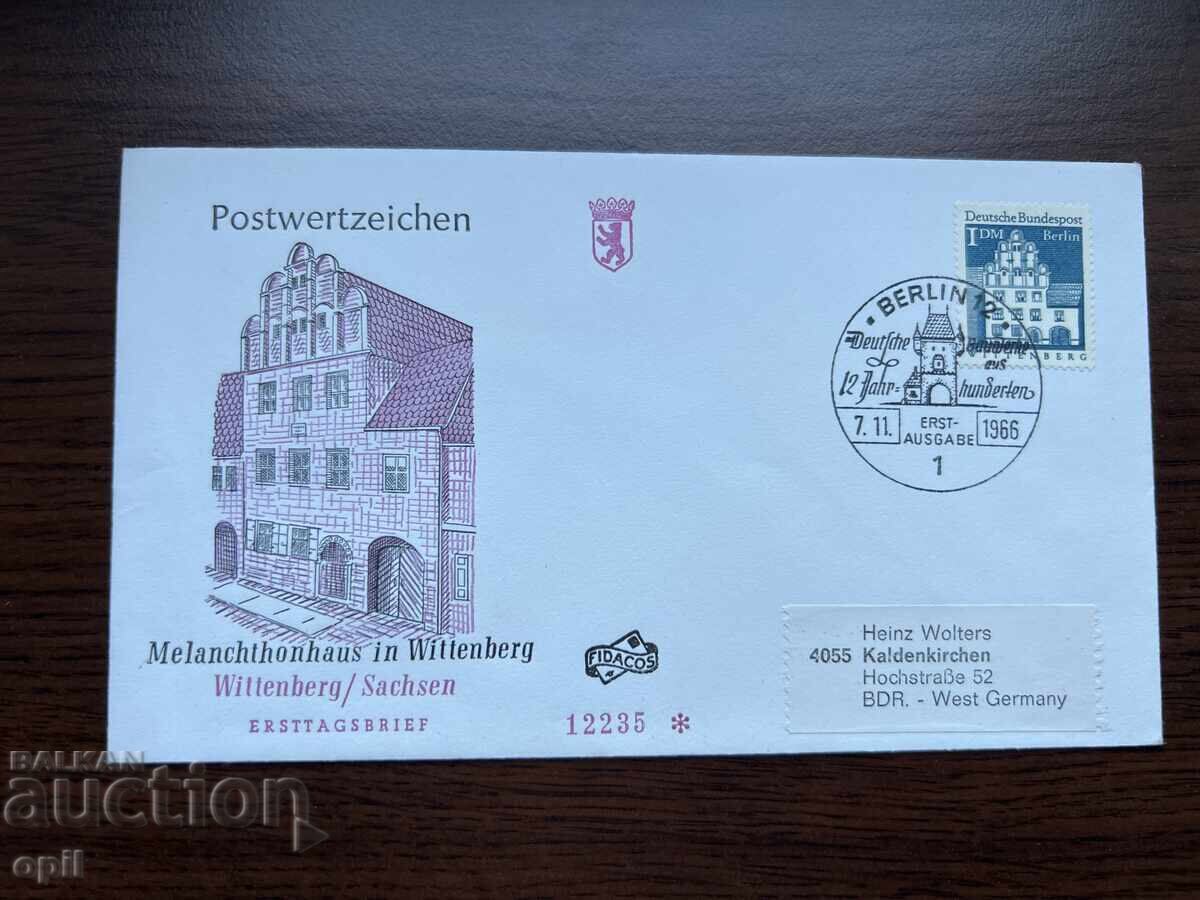 Postwertzeichen
Deutsche Bundespost
1 DM Berlin
BERLIN 12
Deutsche Bauwerke
aus
12 Jahr= hunderten
7.11. ERST-
AUSGABE 1966
1
Melanchthonhaus in Wittenberg
Wittenberg/Sachsen
ERSTTAGSBRIEF
FIDACOS
12235 *
Heinz Wolters
4055 Kaldenkirchen
Hochstraße 52
BDR. - West Germany
BALKAN
auction
opil